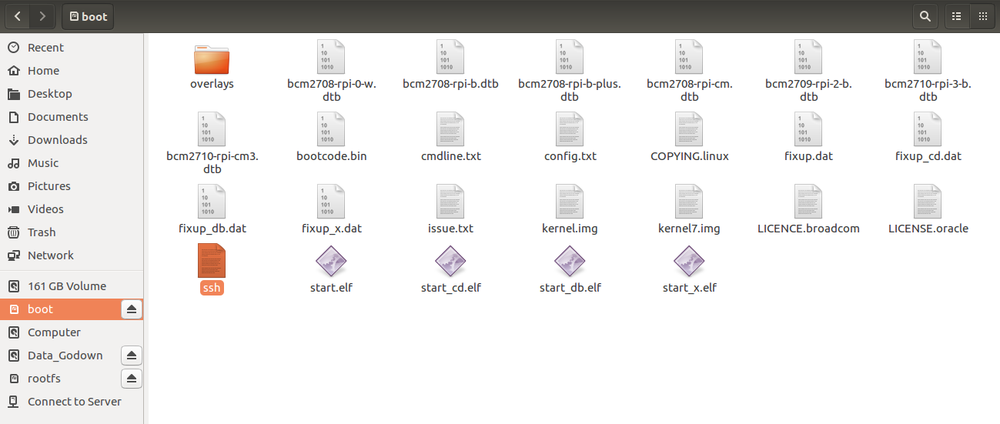 boot
Recent
Home
Desktop
Documents
Downloads
Music
Pictures
Videos
Trash
Network
161 GB Volume
boot
Computer
Data_Godown
rootfs
Connect to Server
overlays
bcm2708-rpi-0-w.
dtb
bcm2708-rpi-b.dtb
bcm2708-rpi-b-plus.
dtb
bcm2708-rpi-cm.
dtb
bcm2709-rpi-2-b.
dtb
bcm2710-rpi-3-b.
dtb
bcm2710-rpi-cm3.
dtb
bootcode.bin
cmdline.txt
config.txt
COPYING.linux
fixup.dat
fixup_cd.dat
fixup_db.dat
fixup_x.dat
issue.txt
kernel.img
kernel7.img
LICENCE.broadcom
LICENSE.oracle
ssh
start.elf
start_cd.elf
start_db.elf
start_x.elf